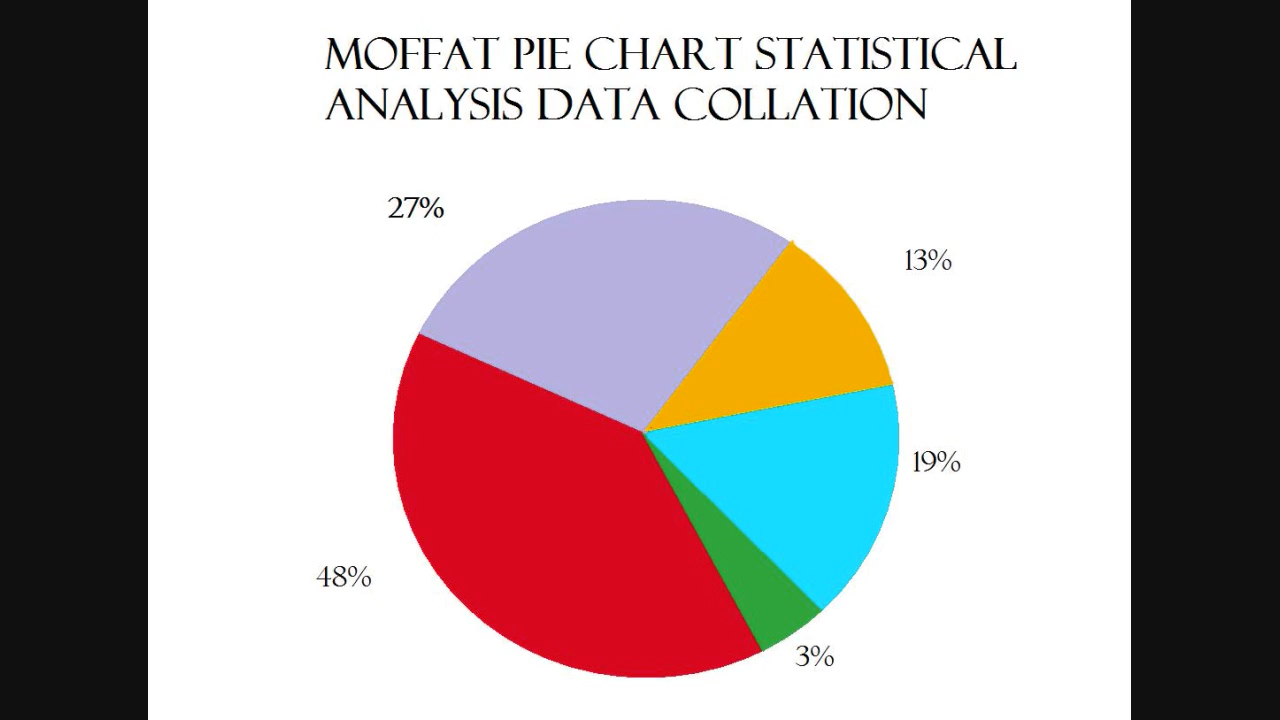 MOFFAT PIE CHART STATISTICAL
ANALYSIS DATA COLLATION
27%
13%
19%
48%
3%